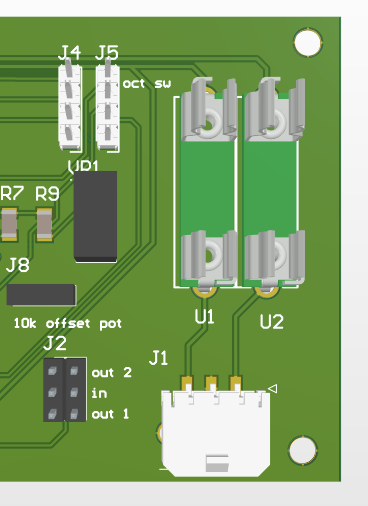 J4 J5
oct sw
UD1
R7 R9
J8
10k offset pot
U1 U2
J2
J1
out 2
in
out 1